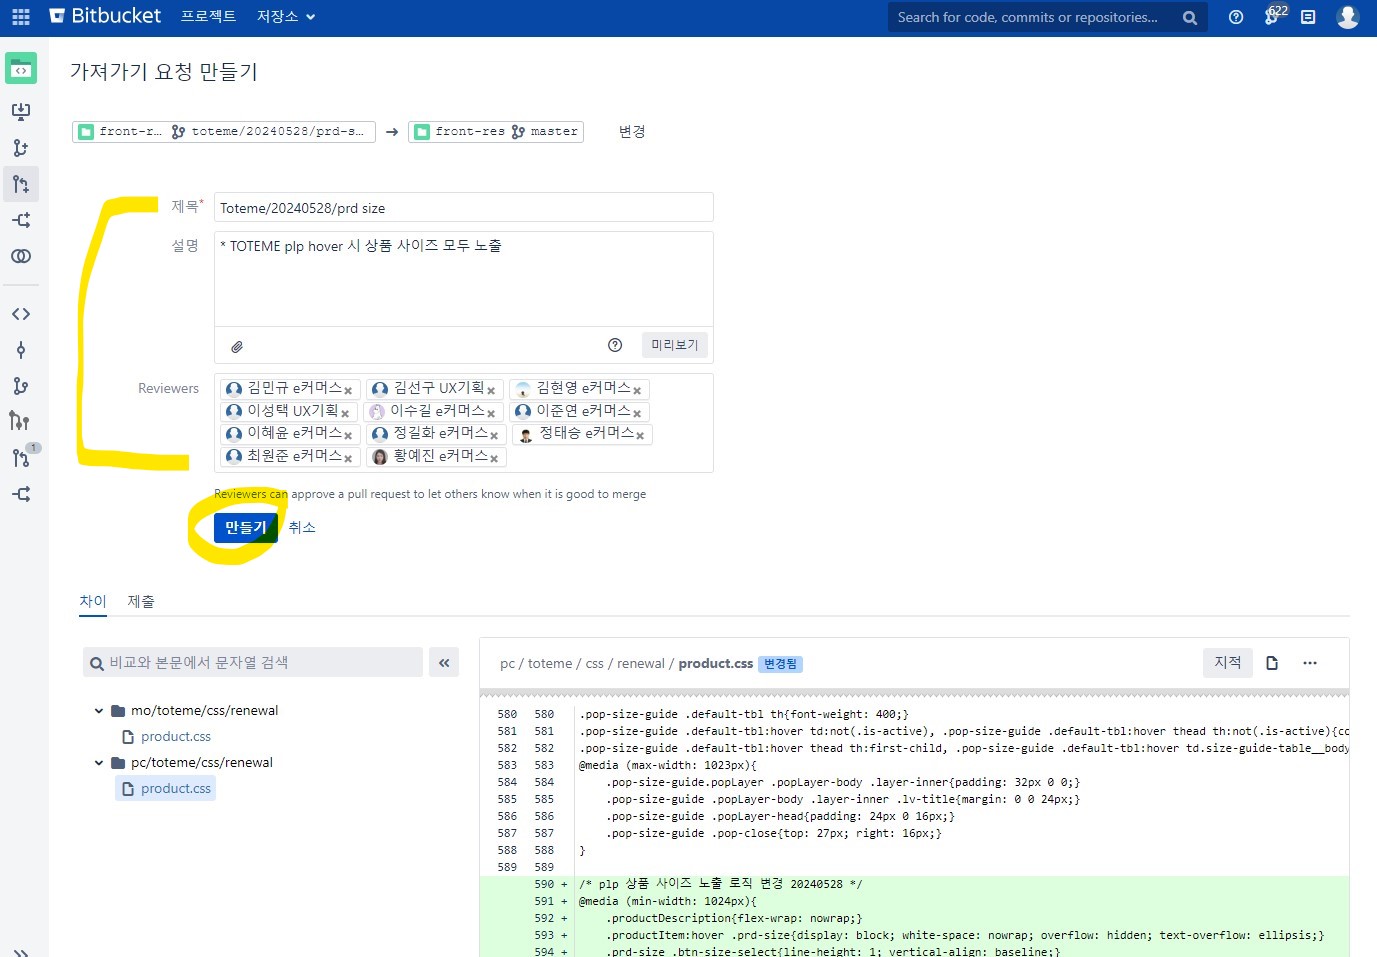 Bitbucket 프로젝트 저장소 Search for code, commits or repositories... 622
가져가기 요청 만들기
front-r... toteme/20240528/prd-s... → front-res master 변경
제목* Toteme/20240528/prd size
설명 * TOTEME plp hover 시 상품 사이즈 모두 노출
미리보기
Reviewers 김민규 e커머스 × 김선구 UX기획 × 김현영 e커머스 ×
이성택 UX기획 × 이수길 e커머스 × 이준연 e커머스 ×
이혜윤 e커머스 × 정길화 e커머스 × 정태승 e커머스 ×
1
최원준 e커머스 × 황예진 e커머스 ×
Reviewers can approve a pull request to let others know when it is good to merge
만들기 취소
차이 제출
비교와 본문에서 문자열 검색 «
pc / toteme / css / renewal / product.css 변경됨 지적 ...
mo/toteme/css/renewal
product.css
pc/toteme/css/renewal
product.css
580 580 .pop-size-guide .default-tbl th{font-weight: 400;}
581 581 .pop-size-guide .default-tbl:hover td:not(.is-active), .pop-size-guide .default-tbl:hover thead th:not(.is-active){co
582 582 .pop-size-guide .default-tbl:hover thead th:first-child, .pop-size-guide .default-tbl:hover td.size-guide-table__body
583 583 @media (max-width: 1023px){
584 584 .pop-size-guide.popLayer .popLayer-body .layer-inner{padding: 32px 0 0;}
585 585 .pop-size-guide .popLayer-body .layer-inner .lv-title{margin: 0 0 24px;}
586 586 .pop-size-guide .popLayer-head{padding: 24px 0 16px;}
587 587 .pop-size-guide .pop-close{top: 27px; right: 16px;}
588 588 }
589 589
590 + /* plp 상품 사이즈 노출 로직 변경 20240528 */
591 + @media (min-width: 1024px){
592 + .productDescription{flex-wrap: nowrap;}
593 + .productItem:hover .prd-size{display: block; white-space: nowrap; overflow: hidden; text-overflow: ellipsis;}
594 + .prd-size .btn-size-select{line-height: 1; vertical-align: baseline;}